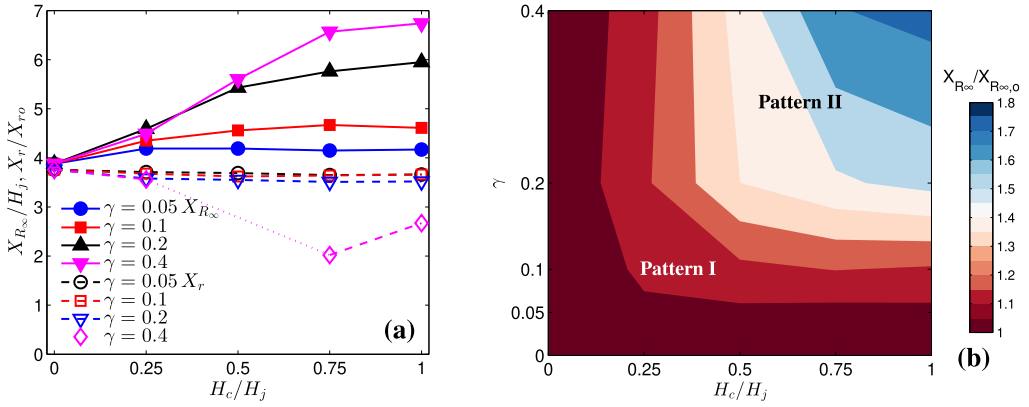 7
6
5
4
3
2
1
0
X_{R∞}/H_j, X_r/X_{ro}
γ = 0.05 X_{R∞}
γ = 0.1
γ = 0.2
γ = 0.4
γ = 0.05 X_r
γ = 0.1
γ = 0.2
γ = 0.4
(a)
0 0.25 0.5 0.75 1
H_c/H_j
0.4
0.2
0.1
0.05
0
γ
Pattern II
Pattern I
0 0.25 0.5 0.75 1
H_c/H_j
X_{R∞}/X_{R∞,o}
1.8
1.7
1.6
1.5
1.4
1.3
1.2
1.1
1
(b)